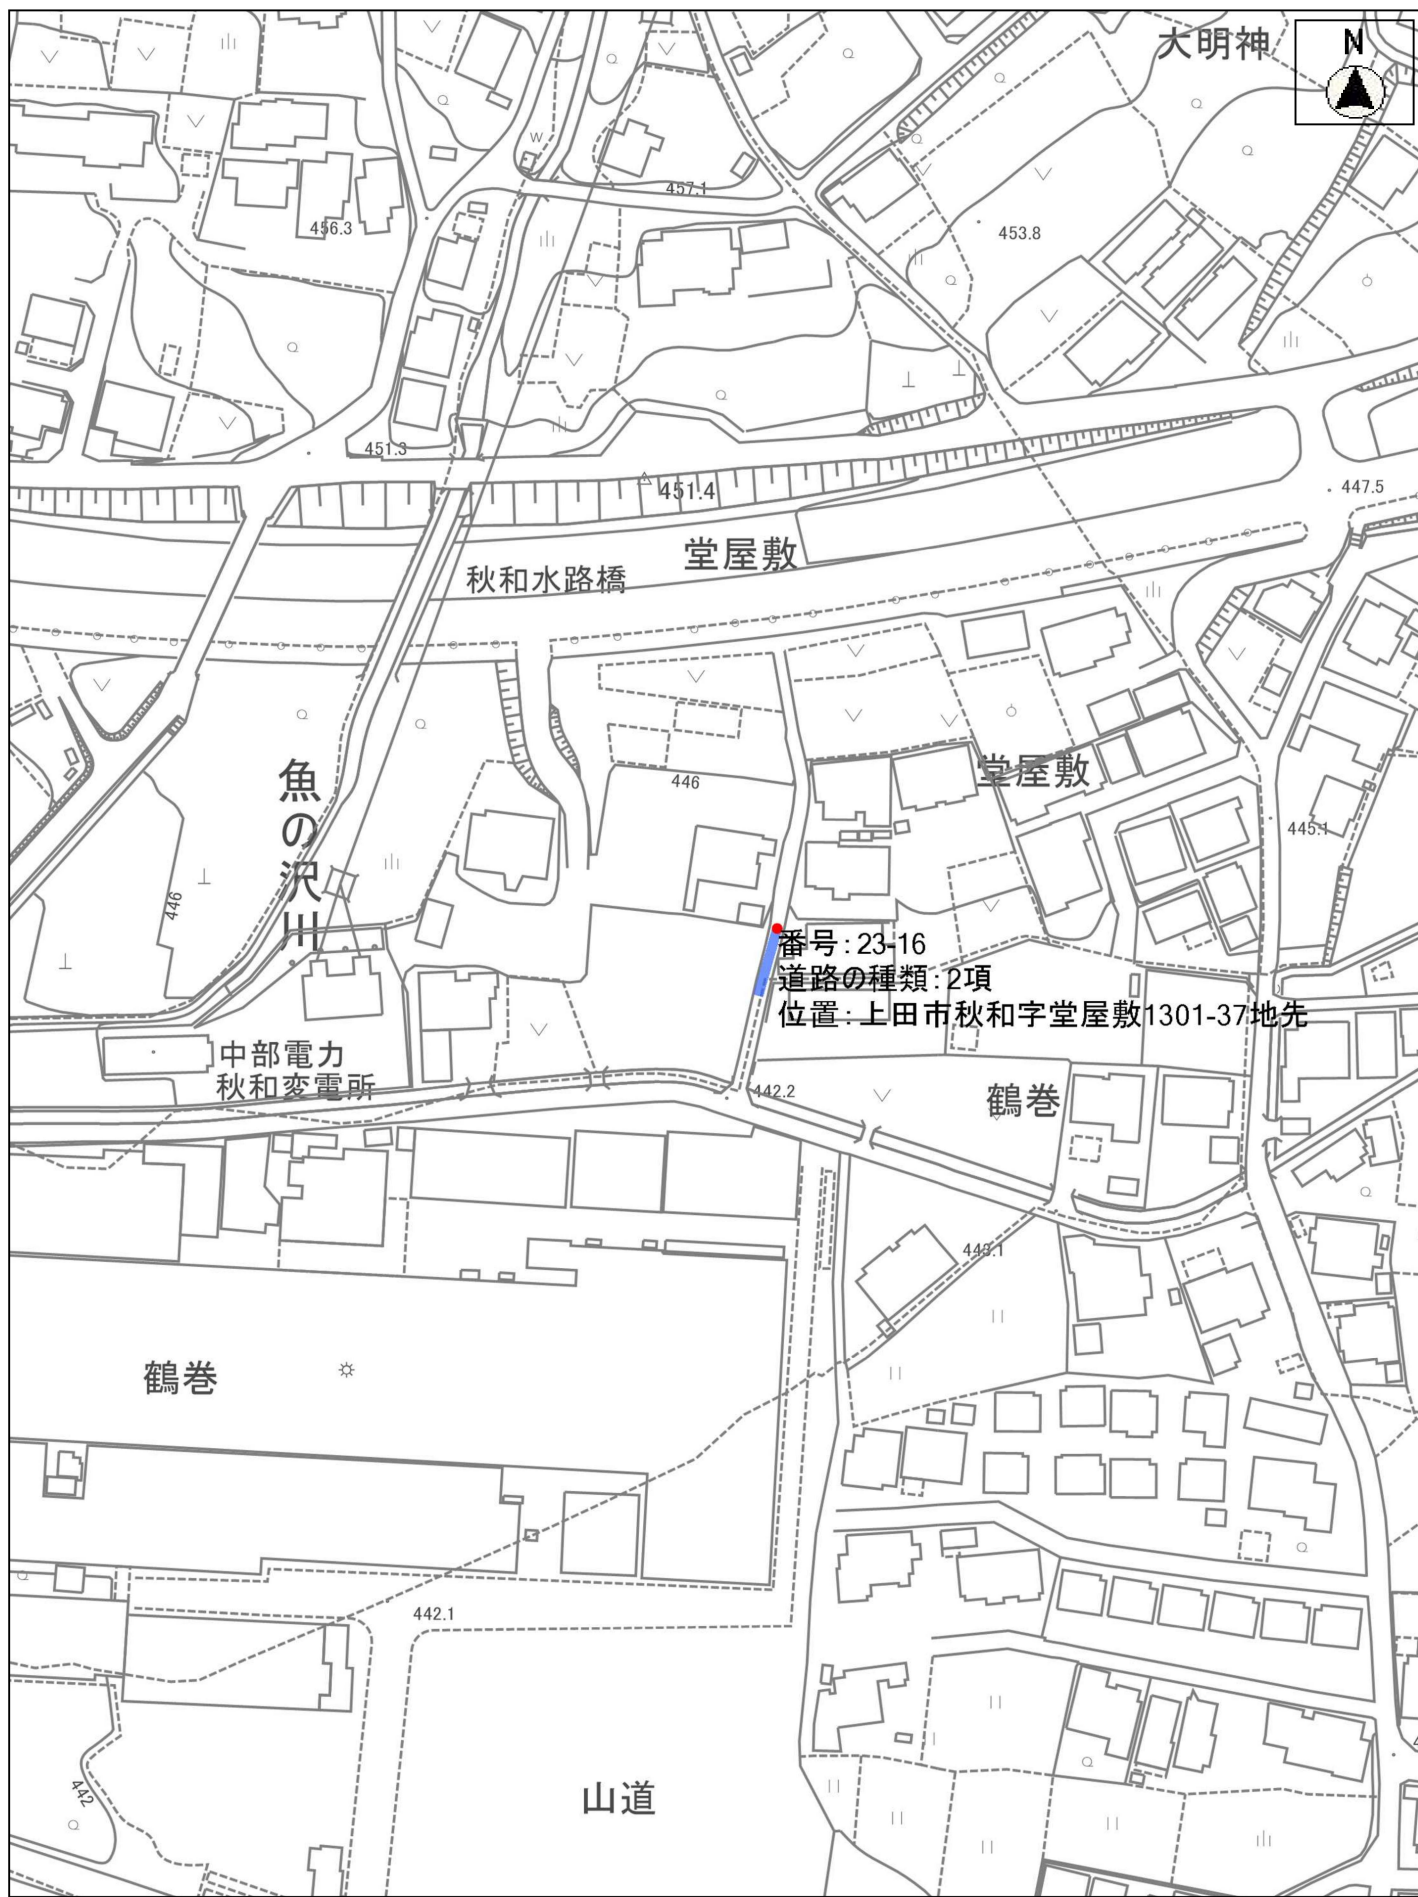 大明神
N
457.1
456.3
453.8
451.3
451.4
447.5
堂屋敷
秋和水路橋
堂屋敷
446
魚の沢川
445.1
446
番号:23-16
道路の種類:2項
位置:上田市秋和字堂屋敷1301-37地先
中部電力
秋和変電所
442.2
鶴巻
443.1
鶴巻
442.1
442
山道